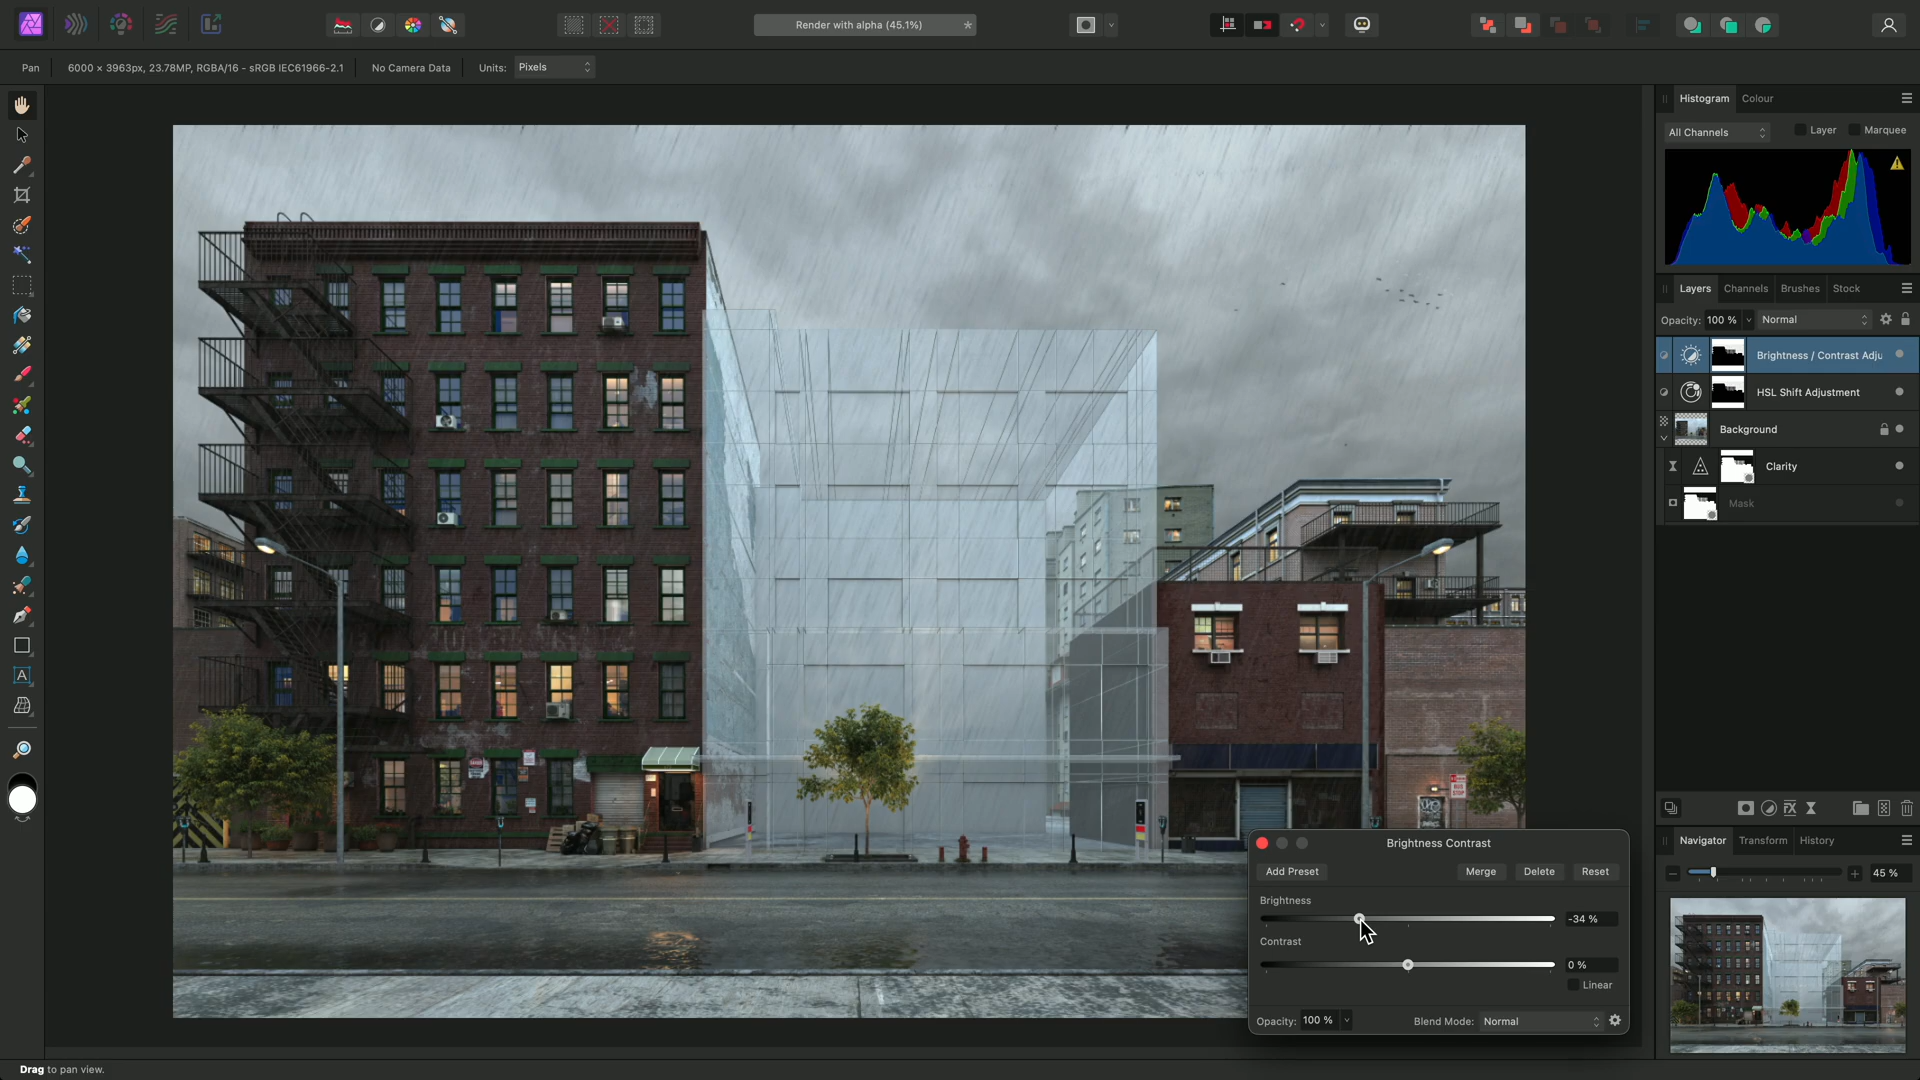 Render with alpha (45.1%)
*
Pan
6000 × 3963px, 23.78MP, RGBA/16 - sRGB IEC61966-2.1
No Camera Data
Units: Pixels
Histogram Colour
All Channels
Layer
Marquee
Layers Channels Brushes Stock
Opacity: 100 % Normal
Brightness / Contrast Adju
HSL Shift Adjustment
Background
Clarity
Mask
Brightness Contrast
Add Preset Merge Delete Reset
Brightness
-34 %
Contrast
0 %
Linear
Opacity: 100 %
Blend Mode: Normal
Navigator Transform History
45 %
BUS STOP
Drag to pan view.